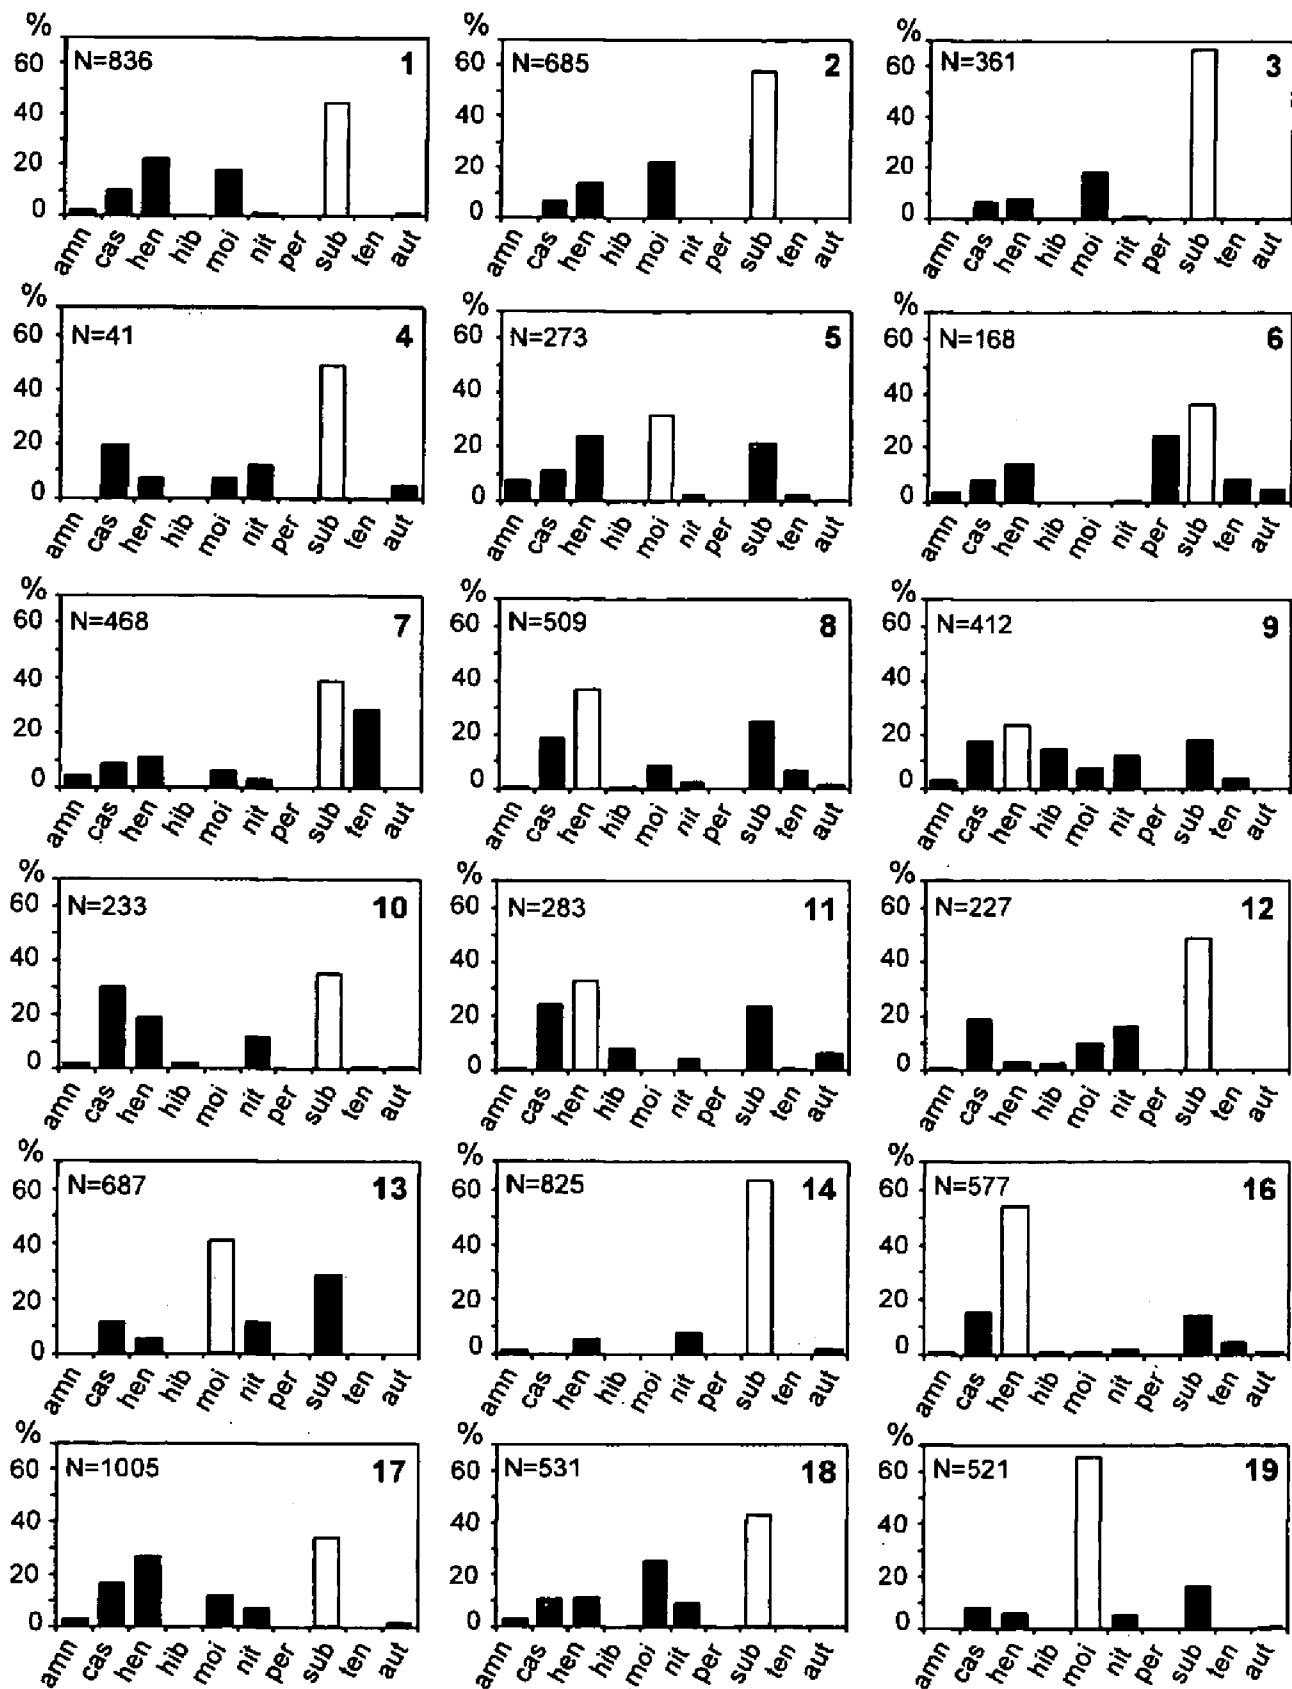 % % %
60 N=836 1 60 N=685 2 60 N=361 3
40 40 40
20 20 20
0 0 0
amn cas hen hib moi nit per sub ten aut amn cas hen hib moi nit per sub ten aut amn cas hen hib moi nit per sub ten aut
% % %
60 N=41 4 60 N=273 5 60 N=168 6
40 40 40
20 20 20
0 0 0
amn cas hen hib moi nit per sub ten aut amn cas hen hib moi nit per sub ten aut amn cas hen hib moi nit per sub ten aut
% % %
60 N=468 7 60 N=509 8 60 N=412 9
40 40 40
20 20 20
0 0 0
amn cas hen hib moi nit per sub ten aut amn cas hen hib moi nit per sub ten aut amn cas hen hib moi nit per sub ten aut
% % %
60 N=233 10 60 N=283 11 60 N=227 12
40 40 40
20 20 20
0 0 0
amn cas hen hib moi nit per sub ten aut amn cas hen hib moi nit per sub ten aut amn cas hen hib moi nit per sub ten aut
% % %
60 N=687 13 60 N=825 14 60 N=577 16
40 40 40
20 20 20
0 0 0
amn cas hen hib moi nit per sub ten aut amn cas hen hib moi nit per sub ten aut amn cas hen hib moi nit per sub ten aut
% % %
60 N=1005 17 60 N=531 18 60 N=521 19
40 40 40
20 20 20
0 0 0
amn cas hen hib moi nit per sub ten aut amn cas hen hib moi nit per sub ten aut amn cas hen hib moi nit per sub ten aut